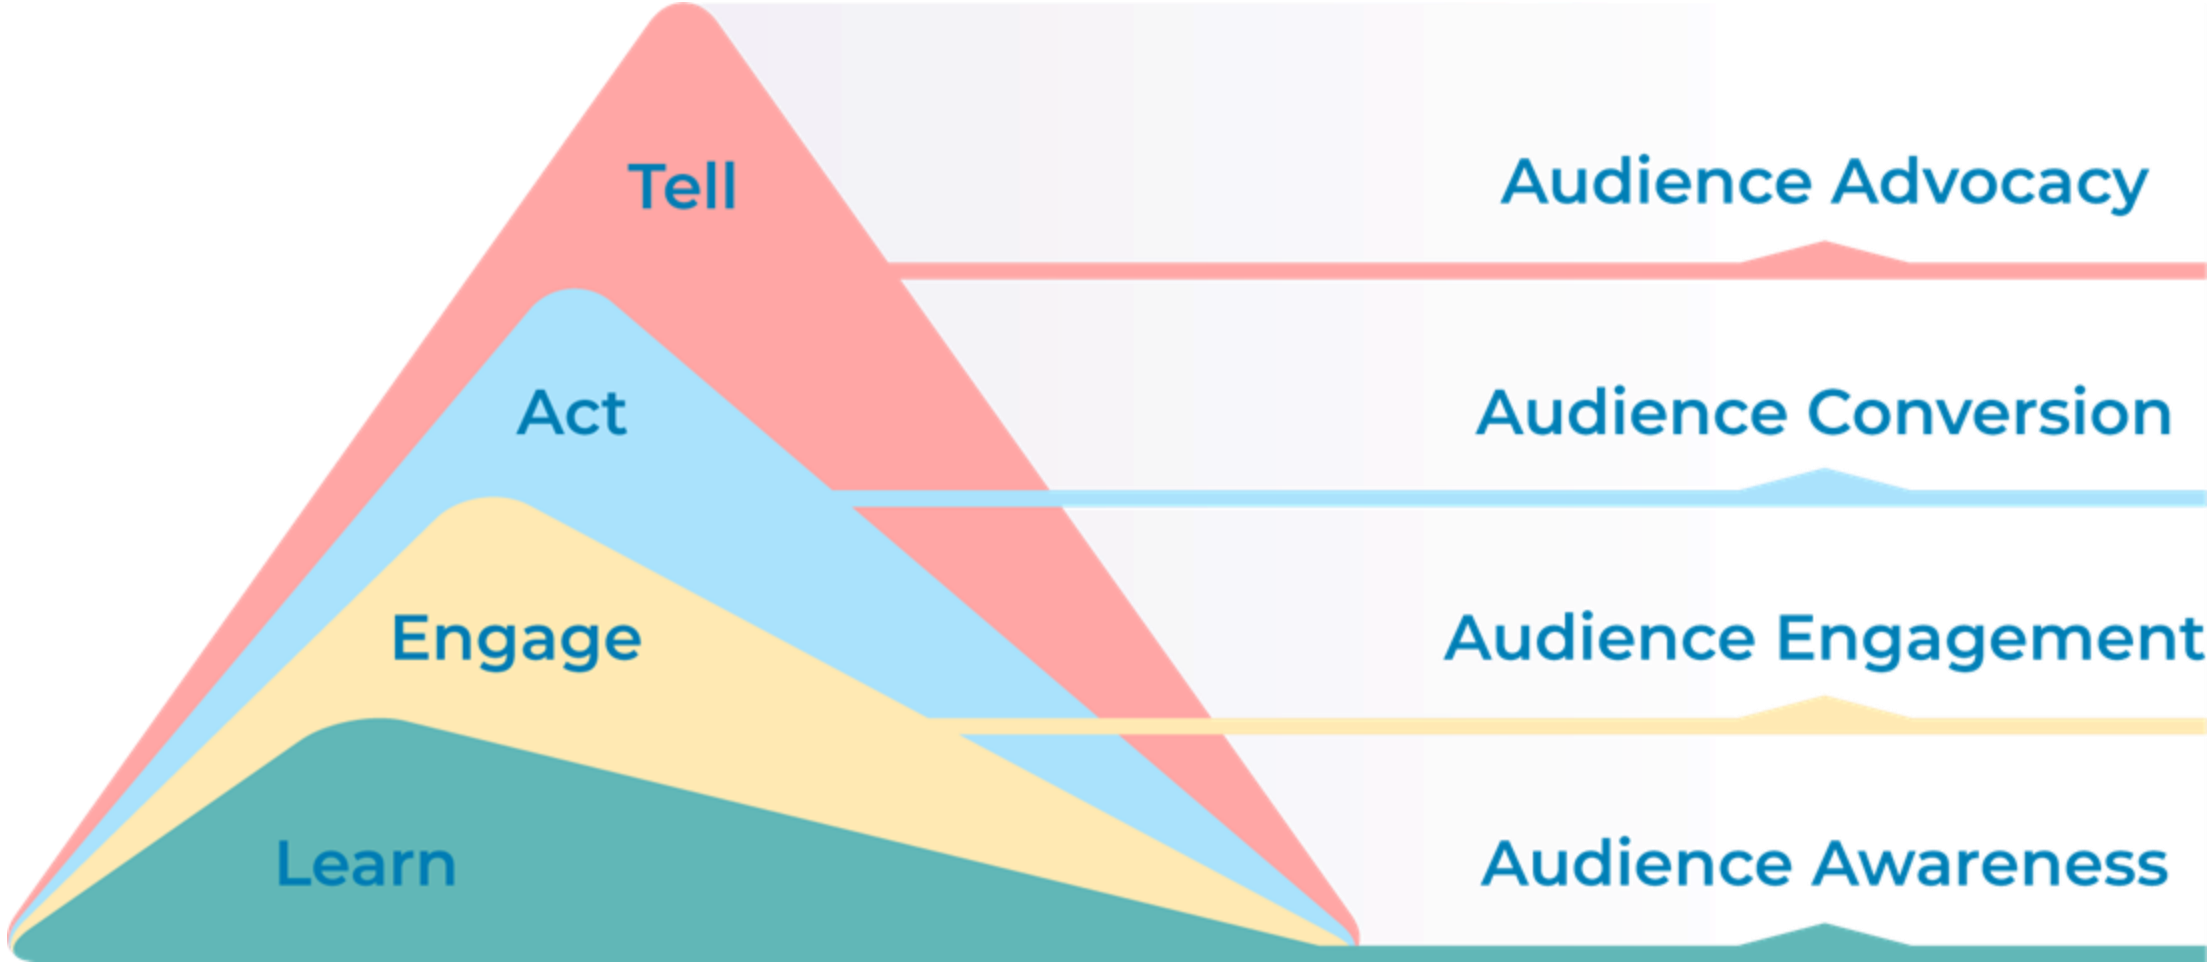 Tell
Audience Advocacy
Act
Audience Conversion
Engage
Audience Engagement
Learn
Audience Awareness